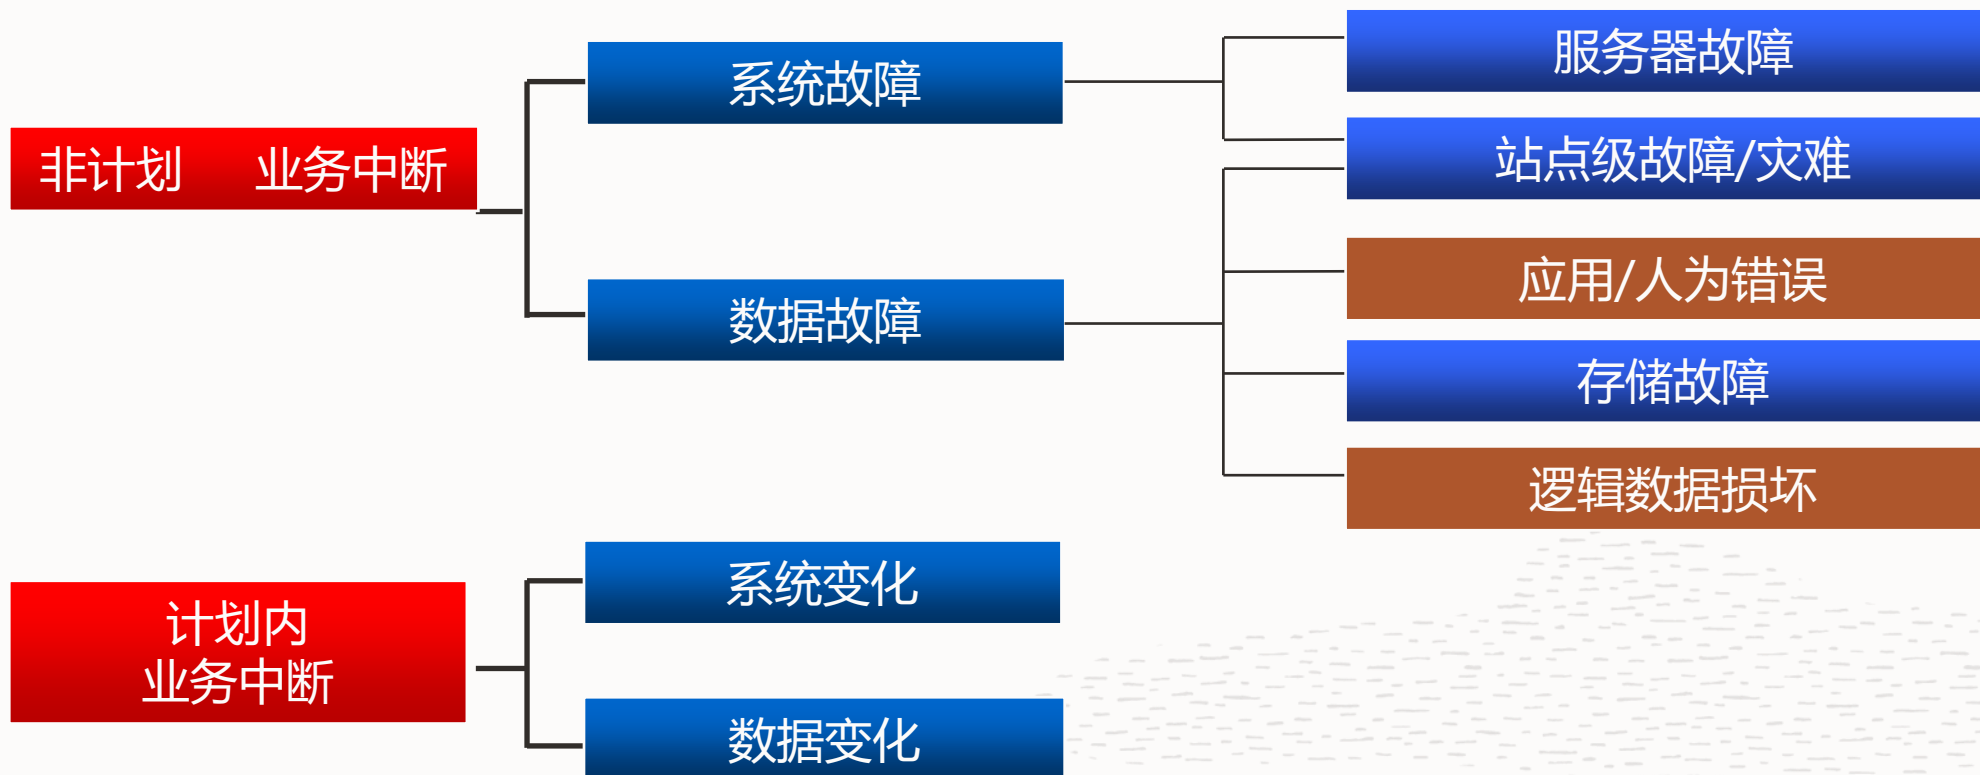 非计划 业务中断
系统故障
数据故障
服务器故障
站点级故障/灾难
应用/人为错误
存储故障
逻辑数据损坏
计划内
业务中断
系统变化
数据变化